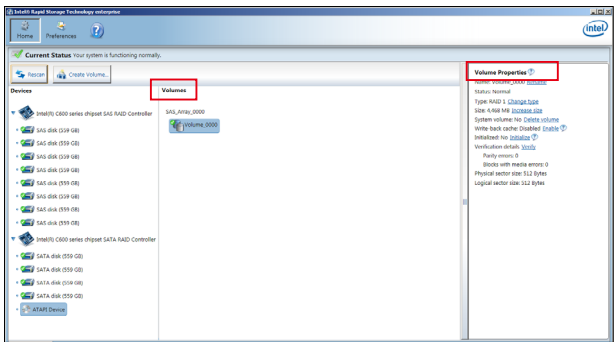 Intel® Rapid Storage Technology enterprise
Home
Preferences
intel
Current Status Your system is functioning normally.
Rescan
Create Volume...
Devices
Intel(R) C600 series chipset SAS RAID Controller
SAS disk (559 GB)
SAS disk (559 GB)
SAS disk (559 GB)
SAS disk (559 GB)
SAS disk (559 GB)
SAS disk (559 GB)
SAS disk (559 GB)
SAS disk (559 GB)
Intel(R) C600 series chipset SATA RAID Controller
SATA disk (559 GB)
SATA disk (559 GB)
SATA disk (559 GB)
SATA disk (559 GB)
ATAPI Device
Volumes
SAS_Array_0000
Volume_0000
Volume Properties
Name: Volume_0000 Rename
Status: Normal
Type: RAID 1 Change type
Size: 4,468 MB Increase size
System volume: No Delete volume
Write-back cache: Disabled Enable
Initialized: No Initialize
Verification details Verify
Parity errors: 0
Blocks with media errors: 0
Physical sector size: 512 Bytes
Logical sector size: 512 Bytes